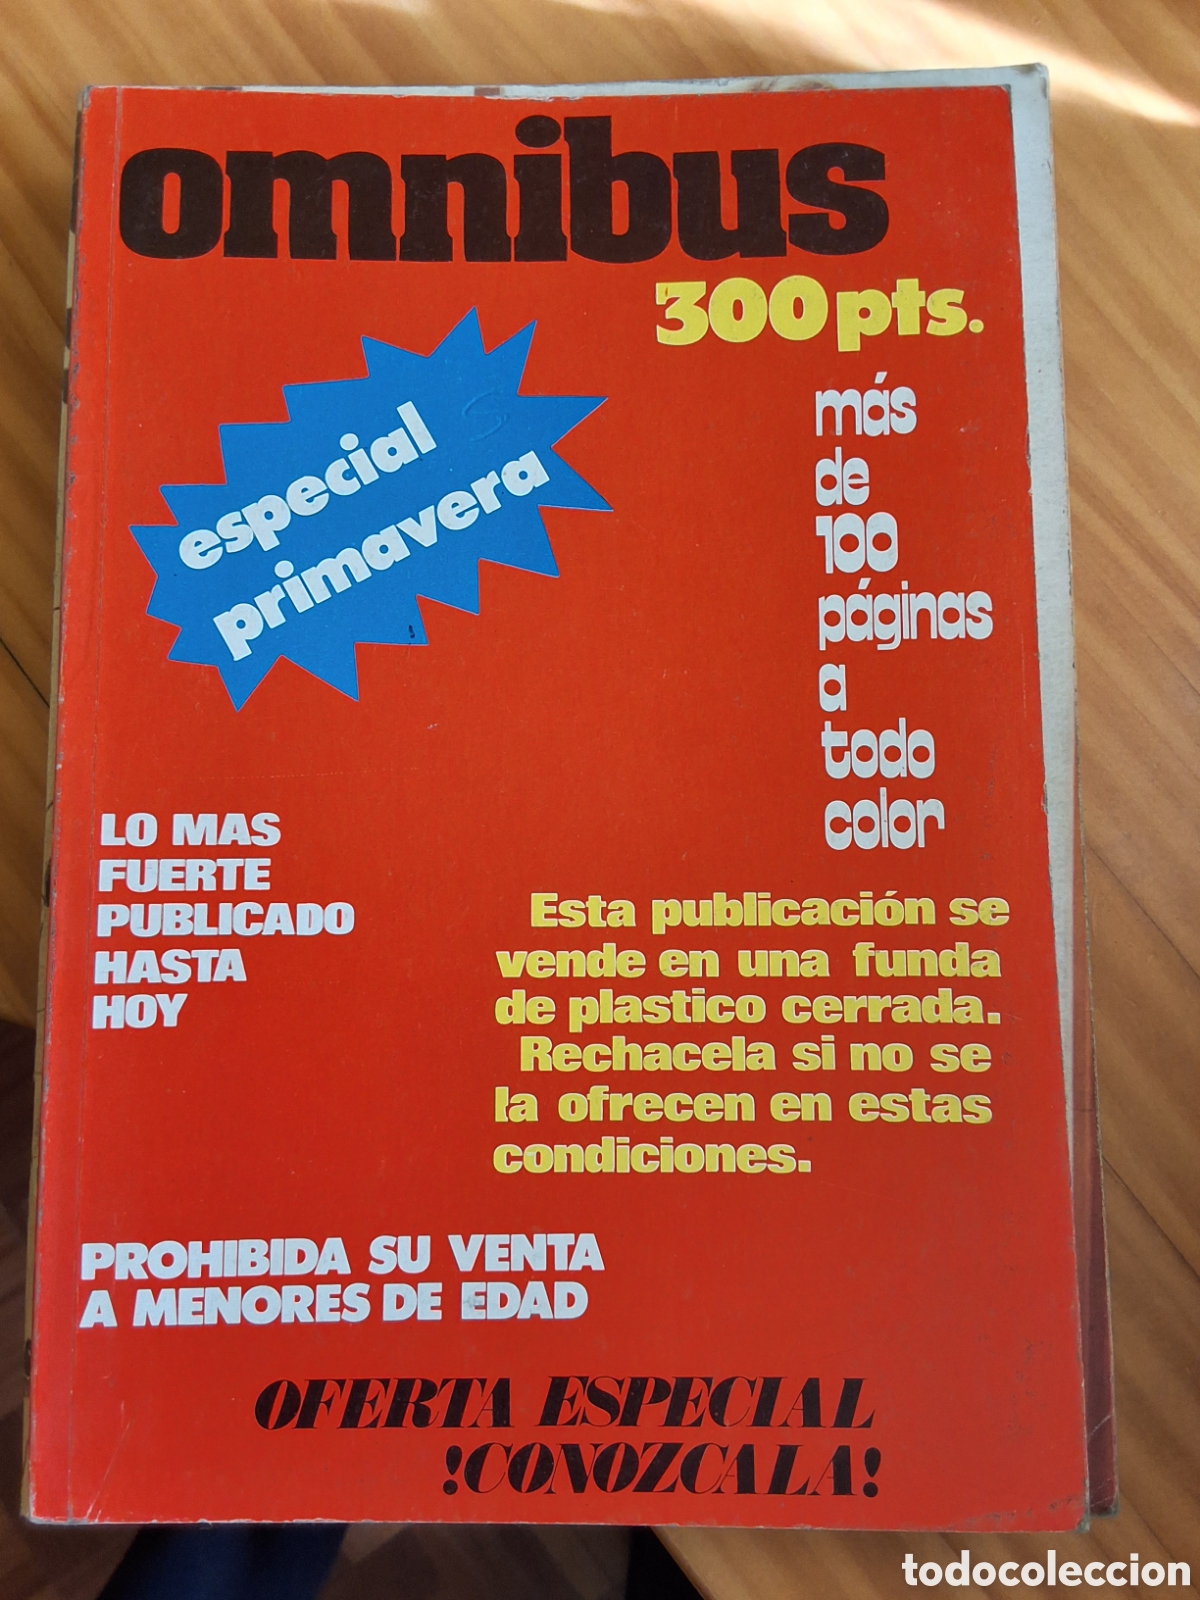 omnibus
300 pts.
especial
primavera
más
de
100
páginas
a
todo
color
LO MAS
FUERTE
PUBLICADO
HASTA
HOY
Esta publicación se
vende en una funda
de plastico cerrada.
Rechacela si no se
la ofrecen en estas
condiciones.
PROHIBIDA SU VENTA
A MENORES DE EDAD
OFERTA ESPECIAL
!CONOZCALA!
todocoleccion